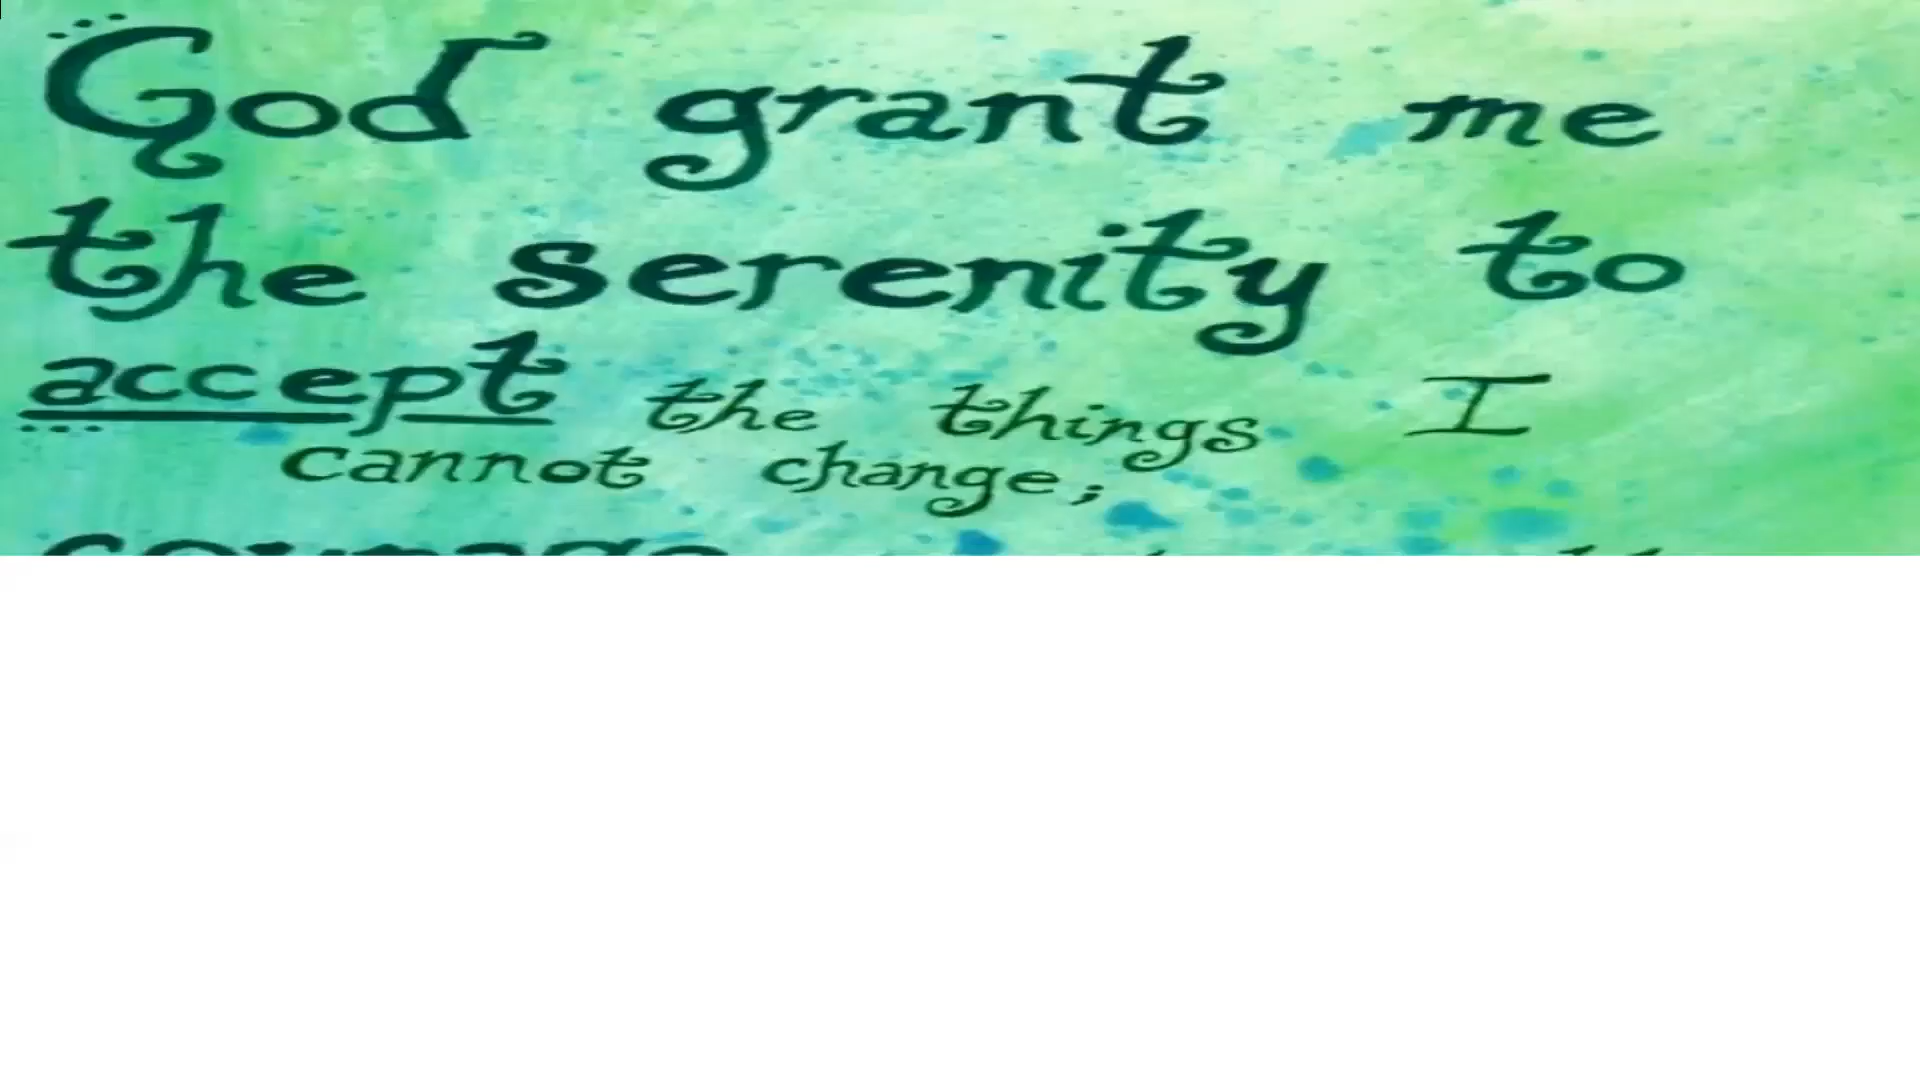 God grant me
the serenity to
accept the things I
cannot change;